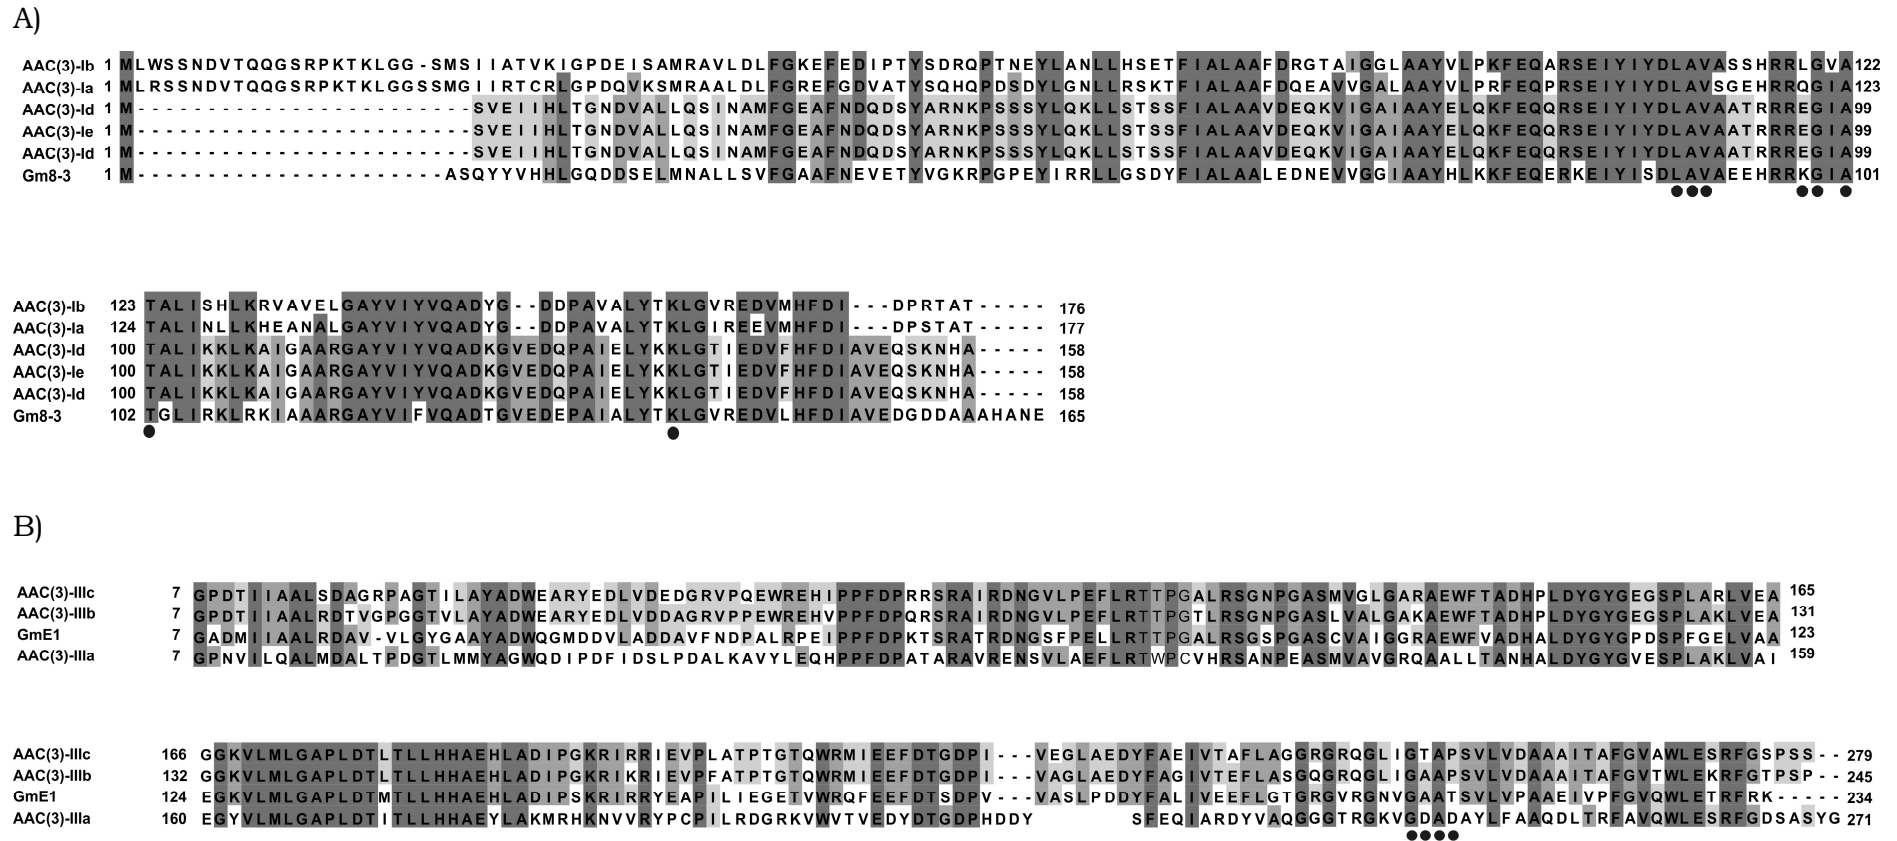 A)
AAC(3)-Ib 1 MLWSSNDVTQQGSRPKTKLGG-SMSIIATVKIGPDEISAMRAVLDLFGKEFEDIPTYSDRQPTNEYLANLLHSETFIALAAFDRGTAIGGLAAYVLPKFEQARSEIYIYDLAVASSHRRLGVA 122
AAC(3)-Ia 1 MLRSSNDVTQQGSRPKTKLGGSSMGIIRTCRLGPDQVKSMRAALDLFGREFGDVATYSQHQPDSDYLGNLLRSKTFIALAAFDQEAVVGALAAYVLPRFEQPRSEIYIYDLAVSGEHRRQGIA 123
AAC(3)-Id 1 M------------------------SVEIIHLTGNDVALLQSINAMFGEAFNDQDSYARNKPSSSYLQKLLSTSSFIALAAVDEQKVIGAIAAYELQKFEQQRSEIYIYDLAVAATRRREGIA 99
AAC(3)-Ie 1 M------------------------SVEIIHLTGNDVALLQSINAMFGEAFNDQDSYARNKPSSSYLQKLLSTSSFIALAAVDEQKVIGAIAAYELQKFEQQRSEIYIYDLAVAATRRREGIA 99
AAC(3)-Id 1 M------------------------SVEIIHLTGNDVALLQSINAMFGEAFNDQDSYARNKPSSSYLQKLLSTSSFIALAAVDEQKVIGAIAAYELQKFEQQRSEIYIYDLAVAATRRREGIA 99
Gm8-3 1 M----------------------ASQYYVHHLGQDDSELMNALLSVFGAAFNEVETYVGKRPGPEYIRRLLGSDYFIALAALEDNEVVGGIAAYHLKKFEQERKEIYISDLAVAEEHRRKGIA 101
AAC(3)-Ib 123 TALISHLKRVAVELGAYVIYVQADYG--DDPAVALYTKLGVREDVMHFDI---DPRTAT----- 176
AAC(3)-Ia 124 TALINLLKHEANALGAYVIYVQADYG--DDPAVALYTKLGIREEVMHFDI---DPSTAT----- 177
AAC(3)-Id 100 TALIKKLKAIGAARGAYVIYVQADKGVEDQPAIELYKKLGTIEDVFHFDIAVEQSKNHA----- 158
AAC(3)-Ie 100 TALIKKLKAIGAARGAYVIYVQADKGVEDQPAIELYKKLGTIEDVFHFDIAVEQSKNHA----- 158
AAC(3)-Id 100 TALIKKLKAIGAARGAYVIYVQADKGVEDQPAIELYKKLGTIEDVFHFDIAVEQSKNHA----- 158
Gm8-3 102 TGLIRKLRKIAAARGAYVIFVQADTGVEDEPAIALYTKLGVREDVLHFDIAVEDGDDAAAHANE 165
B)
AAC(3)-IIIc 7 GPDTIIAALSDAGRPAGTILAYADWEARYEDLVDEDGRVPQEWREHIPPFDPRRSRAIRDNGVLPEFLRTTPGALRSGNPGASMVGLGARAEWFTADHPLDYGYGEGSPLARLVEA 165
AAC(3)-IIIb 7 GPDTIIAALRDTVGPGGTVLAYADWEARYEDLVDDAGRVPPEWREHVPPFDPQRSRAIRDNGVLPEFLRTTPGTLRSGNPGASLVALGAKAEWFTADHPLDYGYGEGSPLAKLVEA 131
GmE1 7 GADMIIAALRDAV-VLGYGAAYADWQGMDDVLADDAVFNDPALRPEIPPFDPKTSRATRDNGSFPELLRTTPGALRSGSPGASCVAIGGRAEWFVADHALDYGYGPDSPFGELVAA 123
AAC(3)-IIIa 7 GPNVILQALMDALTPDGTLMMYAGWQDIPDFIDSLPDALKAVYLEQHPPFDPATARAVRENSVLAEFLRTWPCVHRSANPEASMVAVGRQAALLTANHALDYGYGVESPLAKLVAI 159
AAC(3)-IIIc 166 GGKVLMLGAPLDTLTLLHHAEHLADIPGKRIRRIEVPLATPTGTQWRMIEEFDTGDPI---VEGLAEDYFAEIVTAFLAGGRGRQGLIGTAPSVLVDAAAITAFGVAWLESRFGSPSS-- 279
AAC(3)-IIIb 132 GGKVLMLGAPLDTLTLLHHAEHLADIPGKRIKRIEVPFATPTGTQWRMIEEFDTGDPI---VAGLAEDYFAGIVTEFLASGQGRQGLIGAAPSVLVDAAAITAFGVTWLEKRFGTPSP-- 245
GmE1 124 EGKVLMLGAPLDTMTLLHHAEHLADIPSKRIRRYEAPILIEGETVWRQFEEFDTSDPV---VASLPDDYFALIVEEFLGTGRGVRGNVGAATSVLVPAAEIVPFGVQWLETRFRK----- 234
AAC(3)-IIIa 160 EGYVLMLGAPLDTITLLHHAEYLAKMRHKNVVRYPCPILRDGRKVWVTVEDYDTGDPHDDY SFEQIARDYVAQGGGTRGKVGDADAYLFAAQDLTRFAVQWLESRFGDSASYG 271